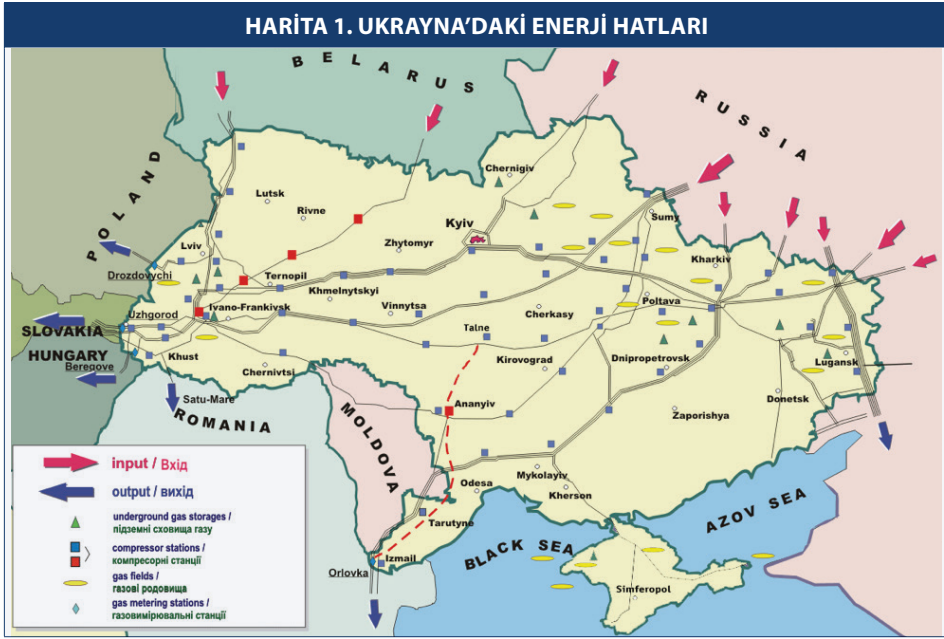 HARİTA 1. UKRAYNA'DAKİ ENERJİ HATLARI
BELARUS
RUSSIA
POLAND
Chernigiv
Lutsk
Rivne
Kyiv
Sumy
Zhytomyr
Lviv
Kharkiv
Drozdovychi
Ternopil
Khmelnytskyi
Poltava
Ivano-Frankivsk
Vinnytsa
Cherkasy
Uzhgorod
SLOVAKIA
Talne
HUNGARY
Beregove
Khust
Kirovograd
Dnipropetrovsk
Lugansk
Chernivtsi
Satu-Mare
Donetsk
Ananyiv
Zaporishya
ROMANIA
MOLDOVA
Odesa
Mykolayiv
Kherson
AZOV SEA
Tarutyne
BLACK SEA
Izmail
Orlovka
Simferopol
input / Вхід
output / вихід
underground gas storages /
підземні сховища газу
compressor stations /
компресорні станції
gas fields /
газові родовища
gas metering stations /
газовимірювальні станції